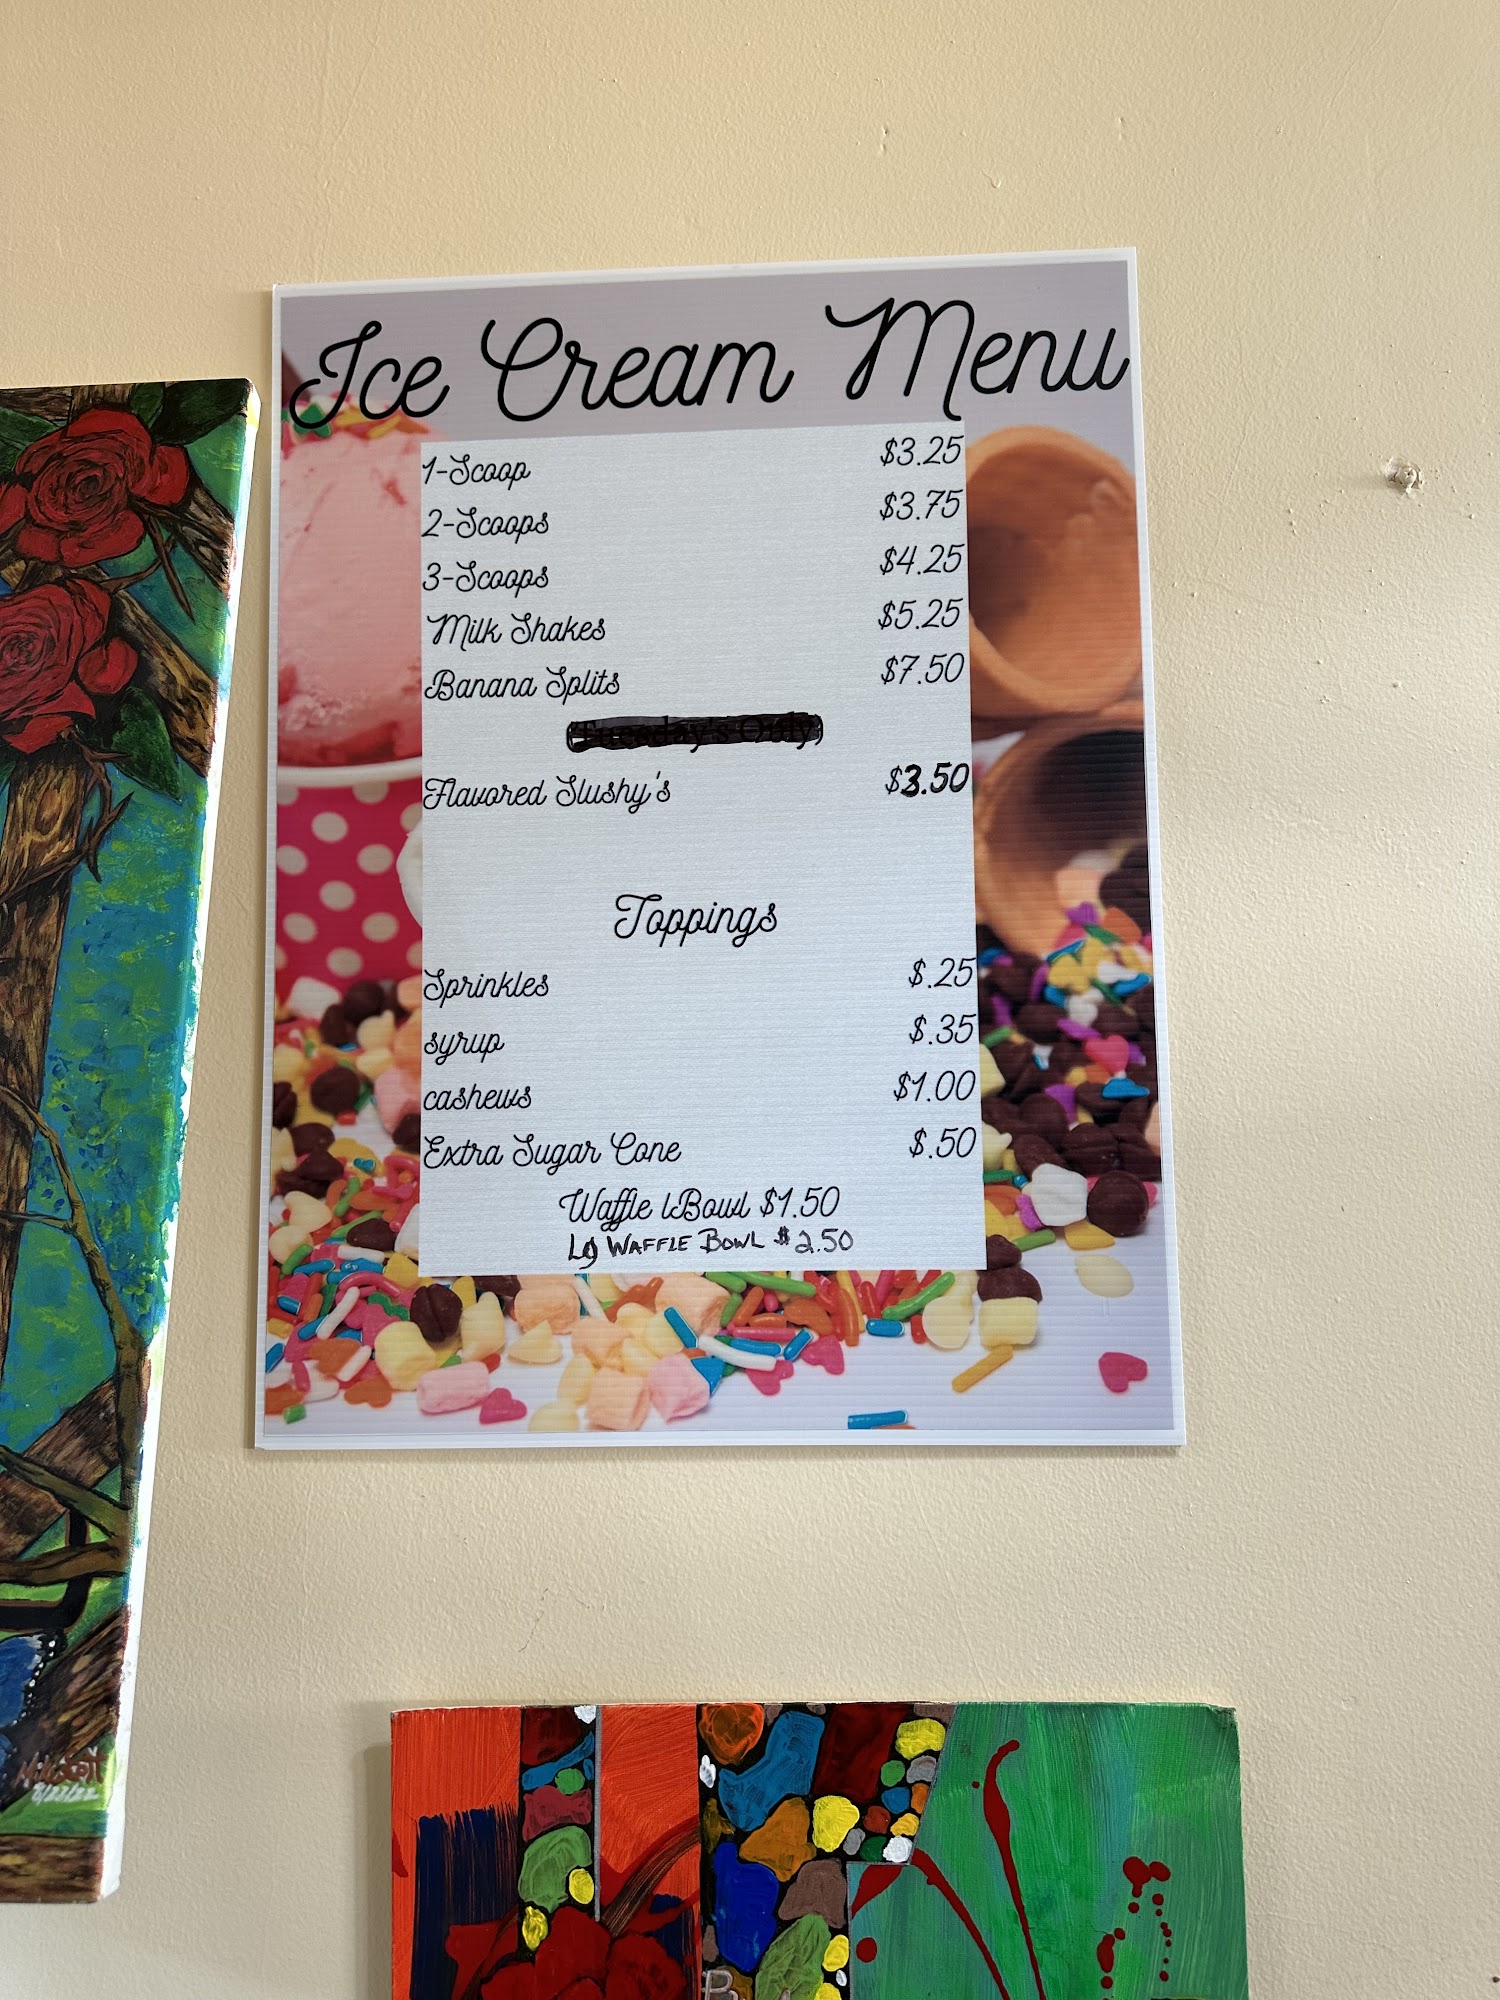 Ice Cream Menu
1-Scoop $3.25
2-Scoops $3.75
3-Scoops $4.25
Milk Shakes $5.25
Banana Splits $7.50
(Tuesday's Only)
Flavored Slushy's $3.50
Toppings
Sprinkles $.25
syrup $.35
cashews $1.00
Extra Sugar Cone $.50
Waffle Bowl $1.50
Lg WAFFLE BOWL $2.50